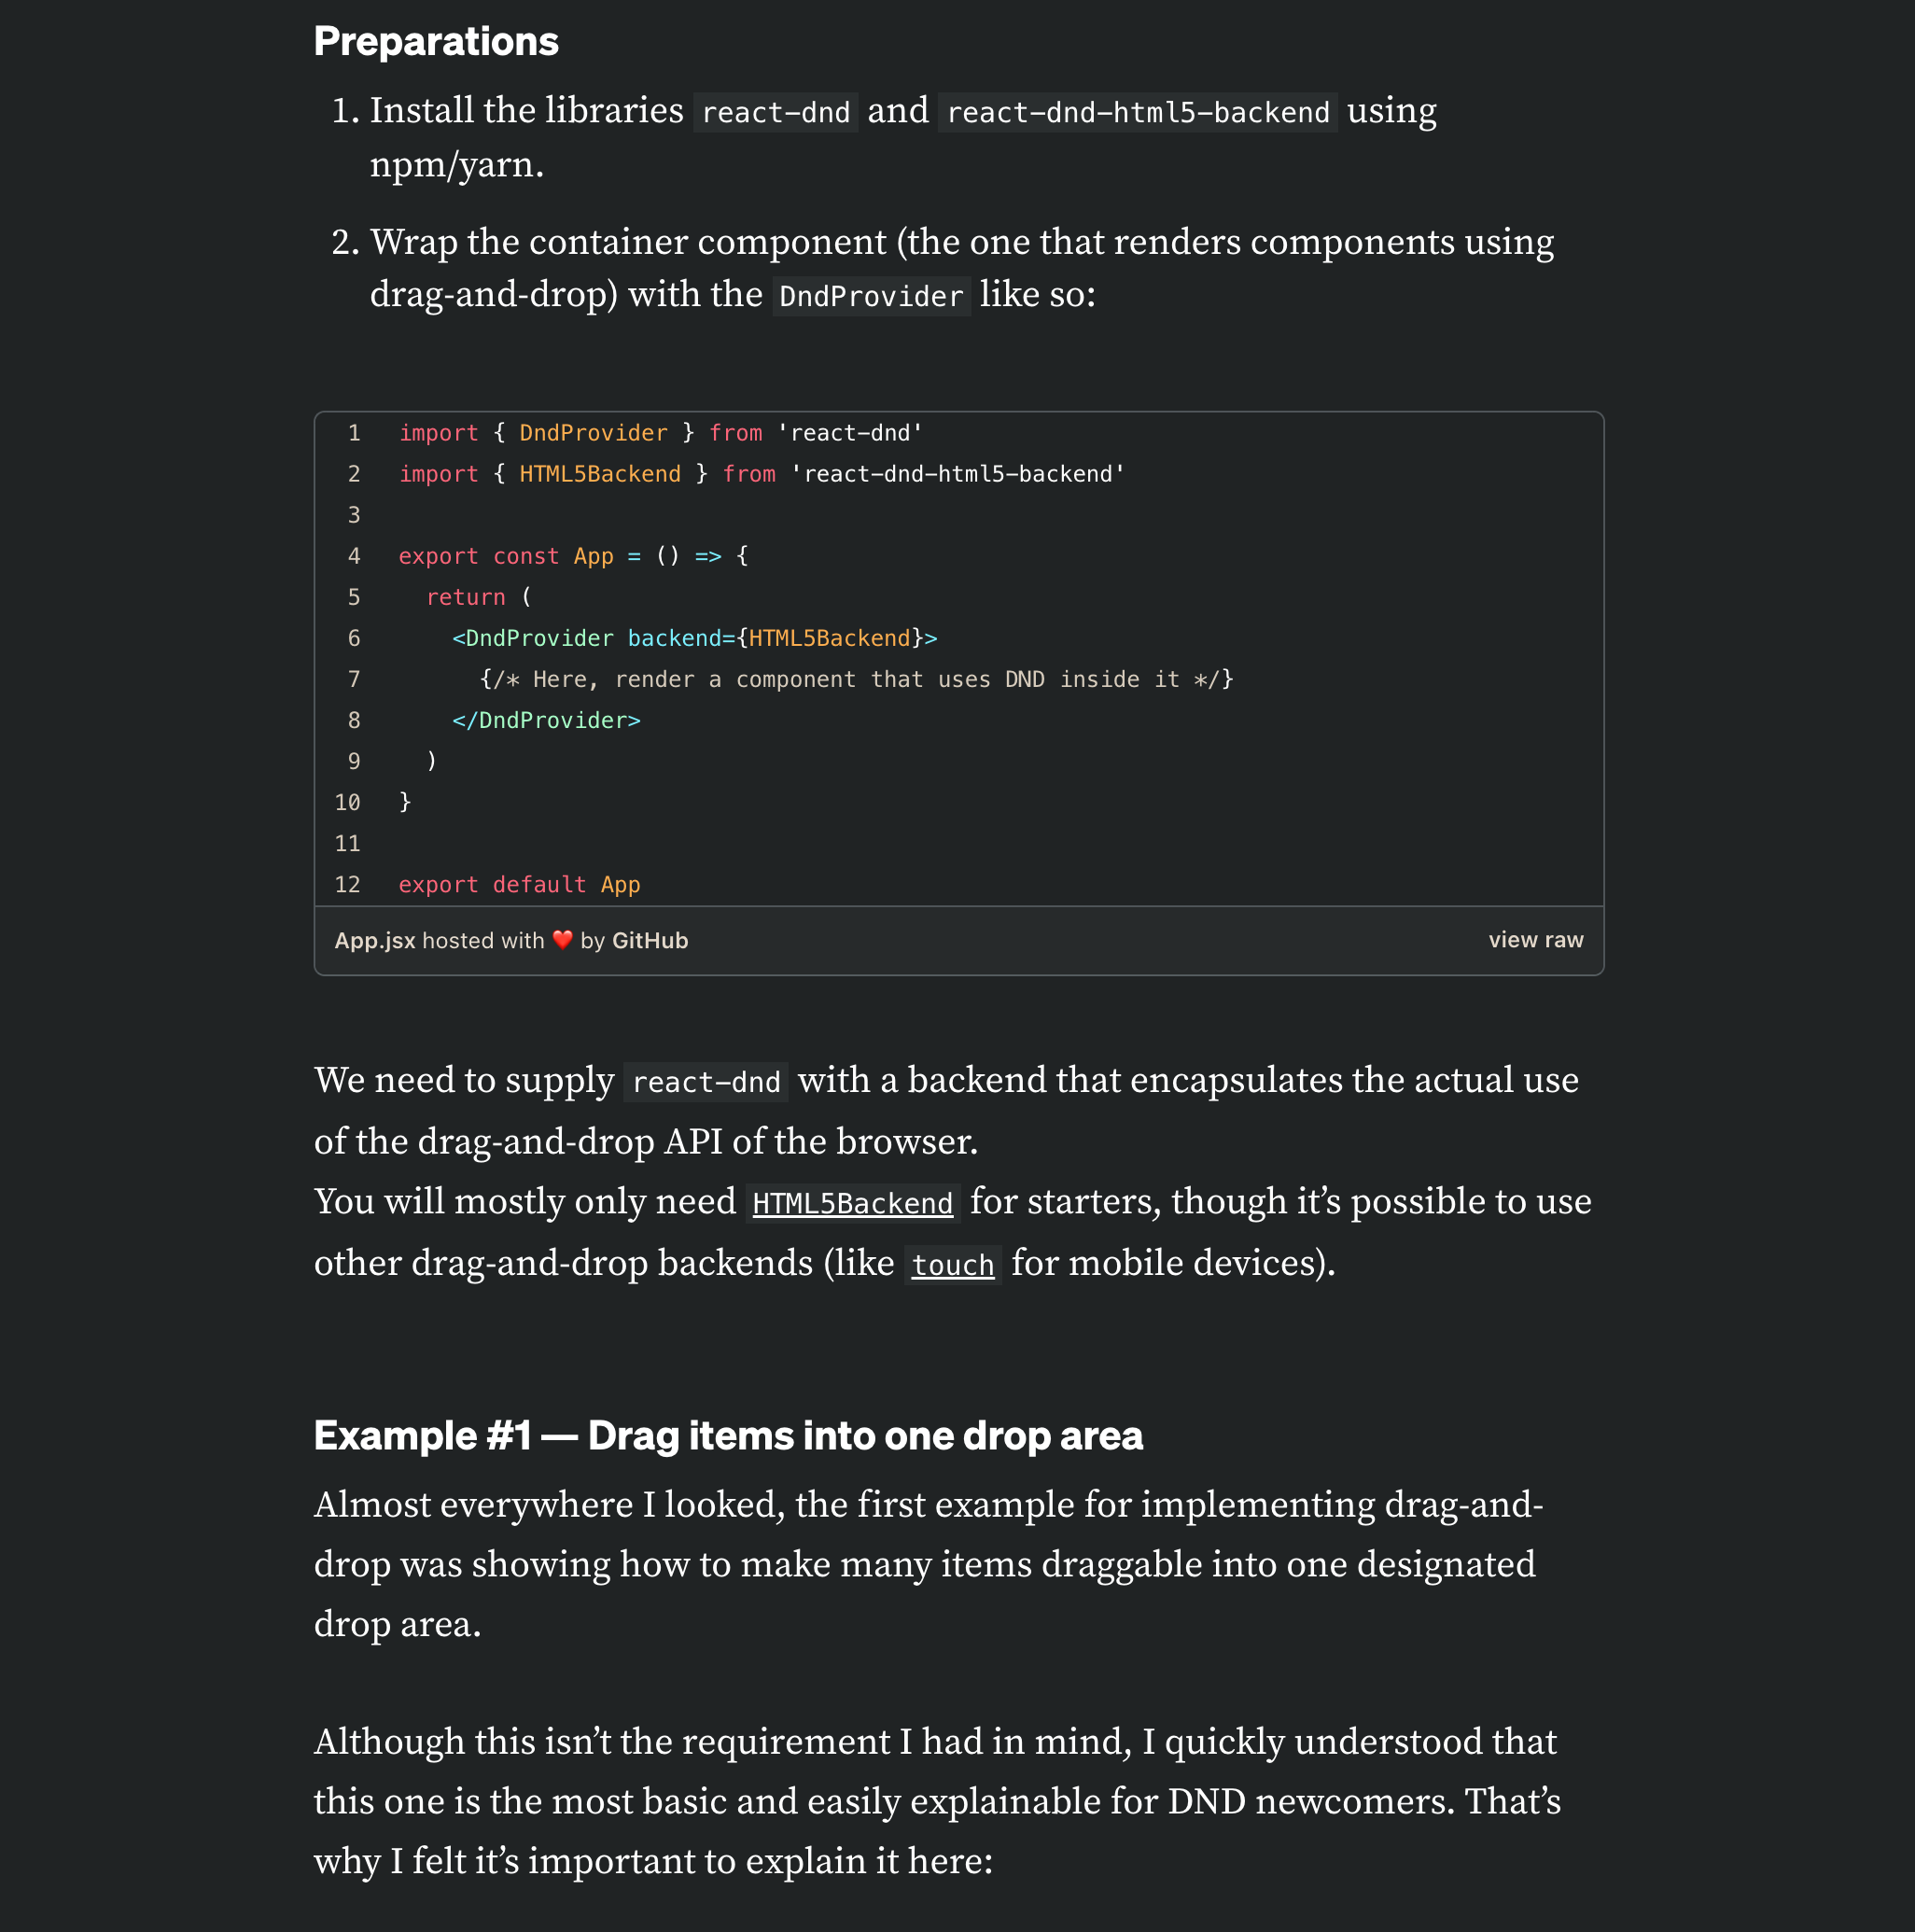 Preparations
1. Install the libraries react-dnd and react-dnd-html5-backend using
npm/yarn.
2. Wrap the container component (the one that renders components using
drag-and-drop) with the DndProvider like so:
1 import { DndProvider } from 'react-dnd'
2 import { HTML5Backend } from 'react-dnd-html5-backend'
3
4 export const App = () => {
5   return (
6     <DndProvider backend={HTML5Backend}>
7       {/* Here, render a component that uses DND inside it */}
8     </DndProvider>
9   )
10 }
11
12 export default App
App.jsx hosted with ❤️ by GitHub view raw
We need to supply react-dnd with a backend that encapsulates the actual use
of the drag-and-drop API of the browser.
You will mostly only need HTML5Backend for starters, though it’s possible to use
other drag-and-drop backends (like touch for mobile devices).
Example #1 — Drag items into one drop area
Almost everywhere I looked, the first example for implementing drag-and-
drop was showing how to make many items draggable into one designated
drop area.
Although this isn’t the requirement I had in mind, I quickly understood that
this one is the most basic and easily explainable for DND newcomers. That’s
why I felt it’s important to explain it here: